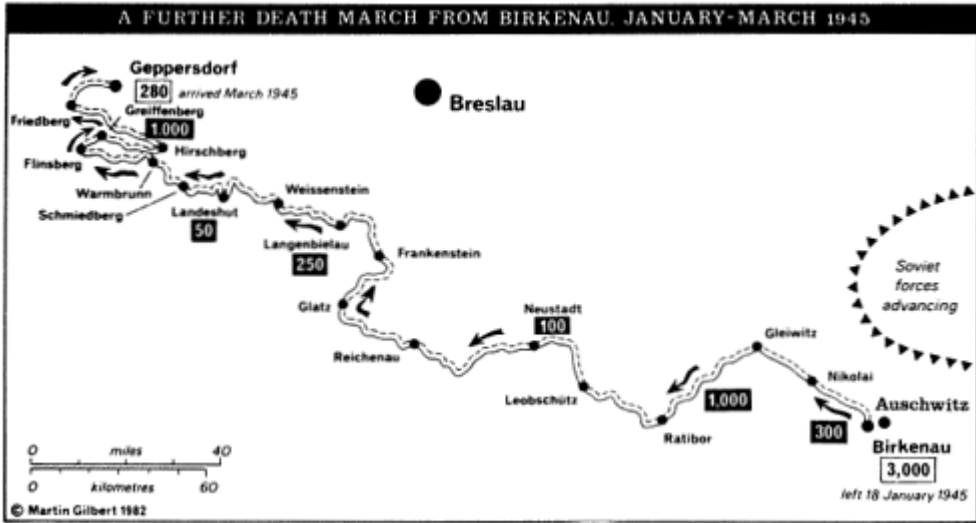 A FURTHER DEATH MARCH FROM BIRKENAU, JANUARY-MARCH 1945
Geppersdorf
280 arrived March 1945
Breslau
Friedberg
Greiffenberg
1.000
Hirschberg
Flinsberg
Warmbrunn
Schmiedberg
Landeshut
50
Weissenstein
Langenbielau
250
Frankenstein
Soviet
forces
advancing
Glatz
Neustadt
100
Reichenau
Gleiwitz
Leobschütz
Nikolai
1,000
Auschwitz
Ratibor
300
Birkenau
3,000
left 18 January 1945
0 miles 40
0 kilometres 60
© Martin Gilbert 1982